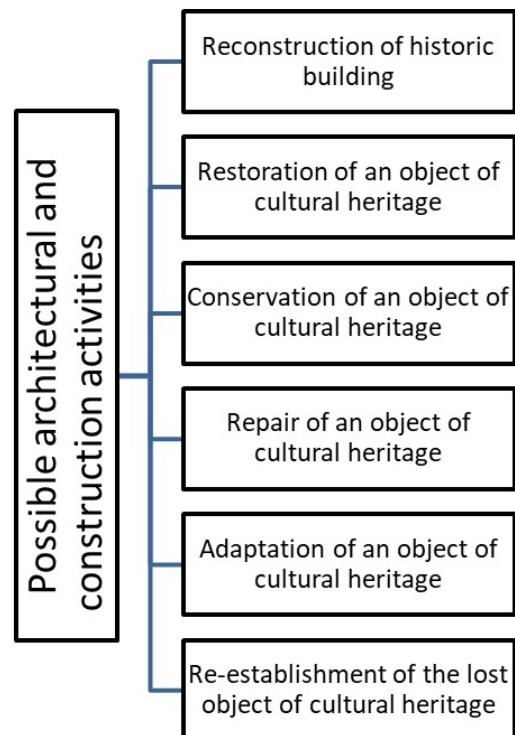 Possible architectural and
construction activities
Reconstruction of historic
building
Restoration of an object of
cultural heritage
Conservation of an object of
cultural heritage
Repair of an object of
cultural heritage
Adaptation of an object of
cultural heritage
Re-establishment of the lost
object of cultural heritage